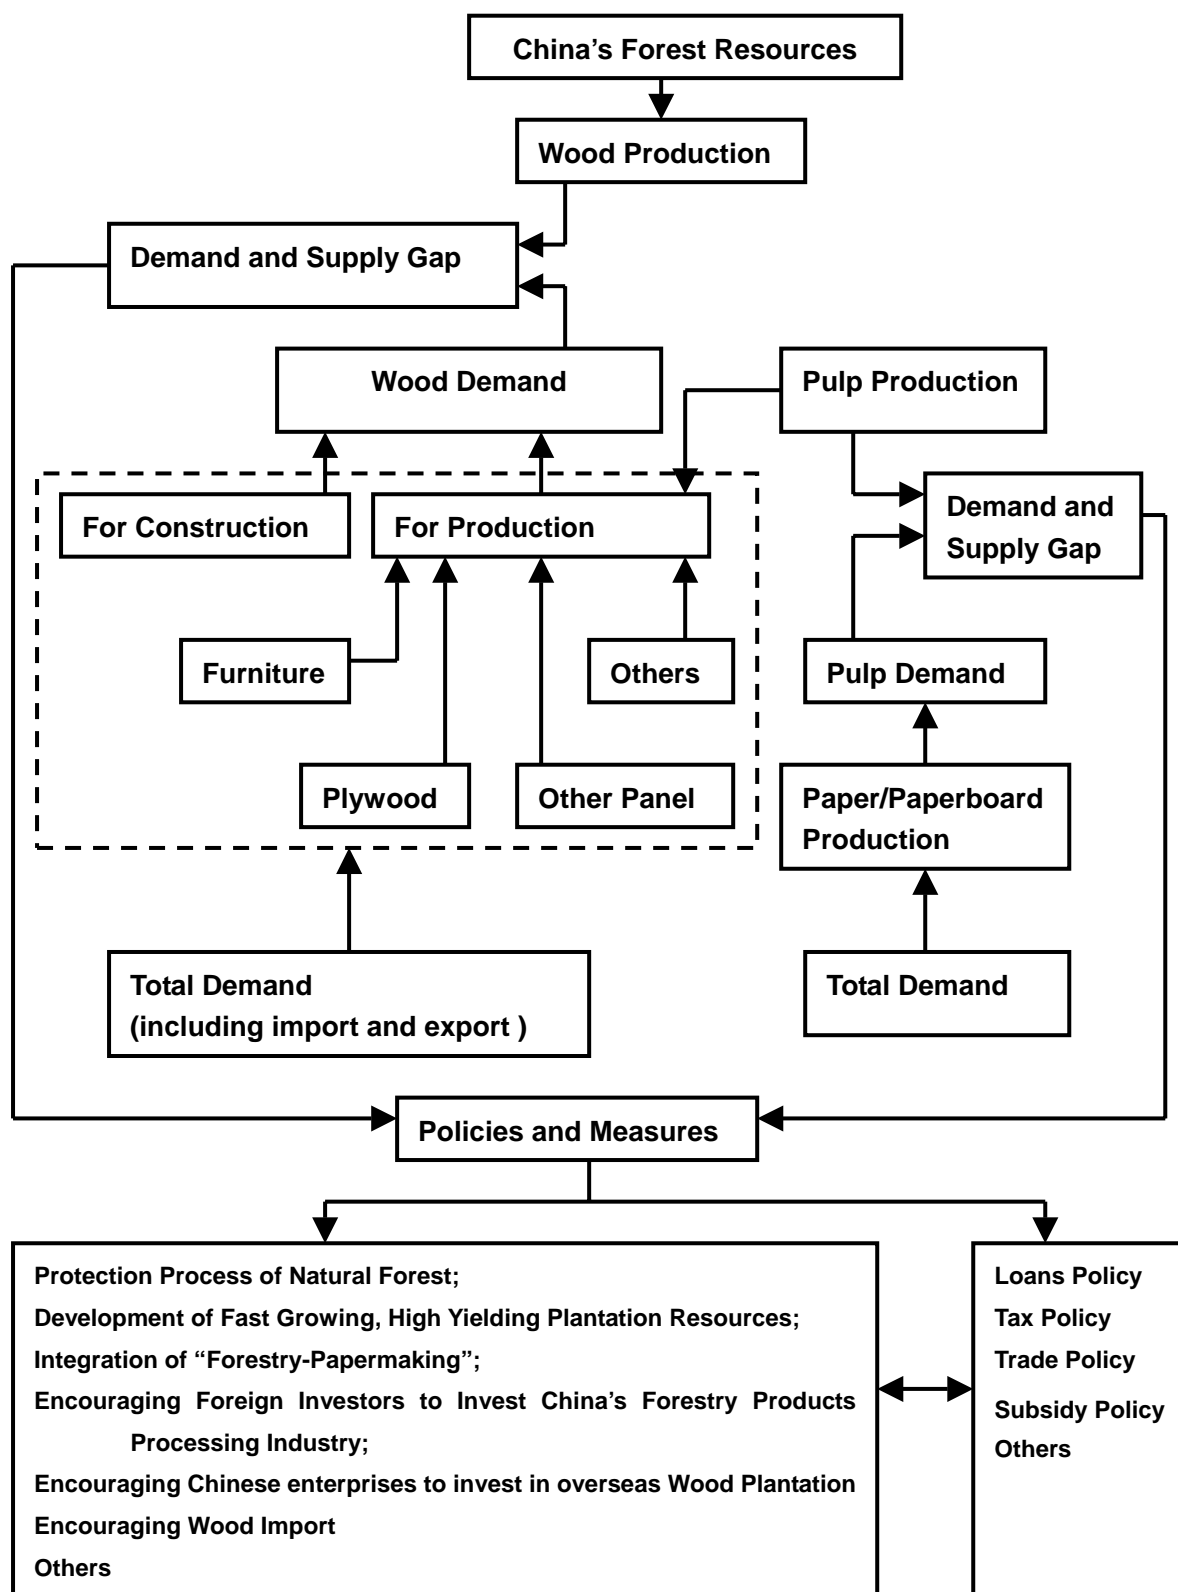 China’s Forest Resources
Wood Production
Demand and Supply Gap
Wood Demand
Pulp Production
For Construction
For Production
Demand and
Supply Gap
Furniture
Others
Pulp Demand
Plywood
Other Panel
Paper/Paperboard
Production
Total Demand
(including import and export )
Total Demand
Policies and Measures
Protection Process of Natural Forest;
Development of Fast Growing, High Yielding Plantation Resources;
Integration of “Forestry-Papermaking”;
Encouraging Foreign Investors to Invest China’s Forestry Products
Processing Industry;
Encouraging Chinese enterprises to invest in overseas Wood Plantation
Encouraging Wood Import
Others
Loans Policy
Tax Policy
Trade Policy
Subsidy Policy
Others